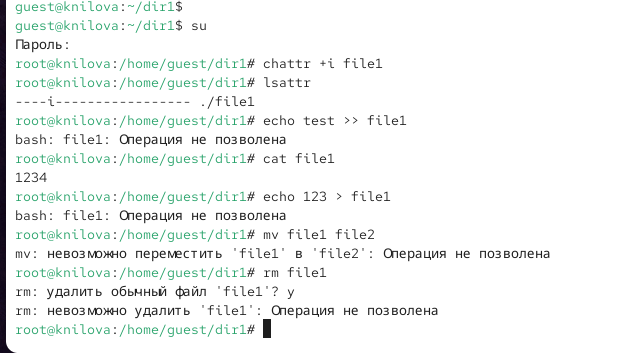 guest@knilova:~/dir1$
guest@knilova:~/dir1$ su
Пароль:
root@knilova:/home/guest/dir1# chattr +i file1
root@knilova:/home/guest/dir1# lsattr
----i----------------- ./file1
root@knilova:/home/guest/dir1# echo test >> file1
bash: file1: Операция не позволена
root@knilova:/home/guest/dir1# cat file1
1234
root@knilova:/home/guest/dir1# echo 123 > file1
bash: file1: Операция не позволена
root@knilova:/home/guest/dir1# mv file1 file2
mv: невозможно переместить 'file1' в 'file2': Операция не позволена
root@knilova:/home/guest/dir1# rm file1
rm: удалить обычный файл 'file1'? y
rm: невозможно удалить 'file1': Операция не позволена
root@knilova:/home/guest/dir1#